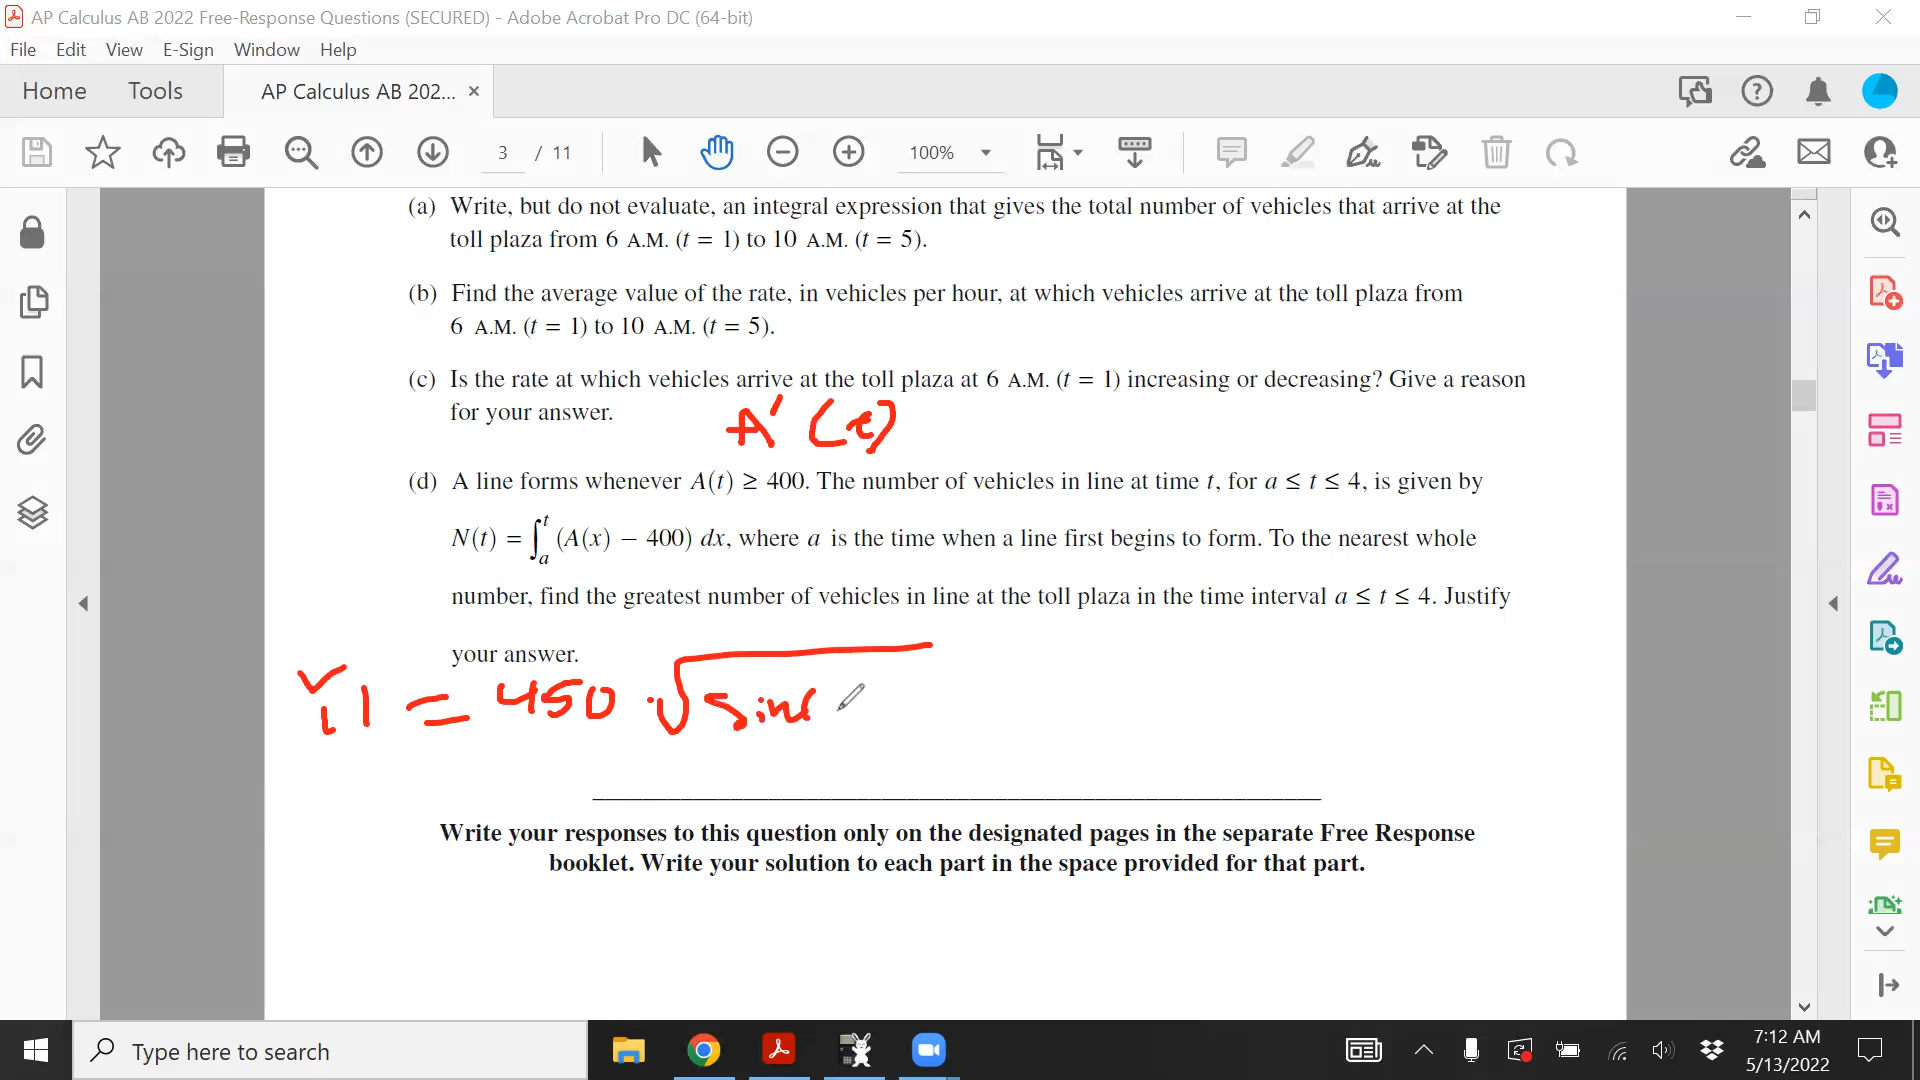 AP Calculus AB 2022 Free-Response Questions (SECURED) - Adobe Acrobat Pro DC (64-bit)
File Edit View E-Sign Window Help
Home Tools AP Calculus AB 202... ×
3 / 11 100%
(a) Write, but do not evaluate, an integral expression that gives the total number of vehicles that arrive at the
toll plaza from 6 A.M. (t = 1) to 10 A.M. (t = 5).
(b) Find the average value of the rate, in vehicles per hour, at which vehicles arrive at the toll plaza from
6 A.M. (t = 1) to 10 A.M. (t = 5).
(c) Is the rate at which vehicles arrive at the toll plaza at 6 A.M. (t = 1) increasing or decreasing? Give a reason
for your answer.
A'(t)
(d) A line forms whenever A(t) ≥ 400. The number of vehicles in line at time t, for a ≤ t ≤ 4, is given by
N(t) = ∫ₐᵗ (A(x) − 400) dx, where a is the time when a line first begins to form. To the nearest whole
number, find the greatest number of vehicles in line at the toll plaza in the time interval a ≤ t ≤ 4. Justify
your answer.
Y1 = 450 √sin(
Write your responses to this question only on the designated pages in the separate Free Response
booklet. Write your solution to each part in the space provided for that part.
Type here to search
7:12 AM
5/13/2022